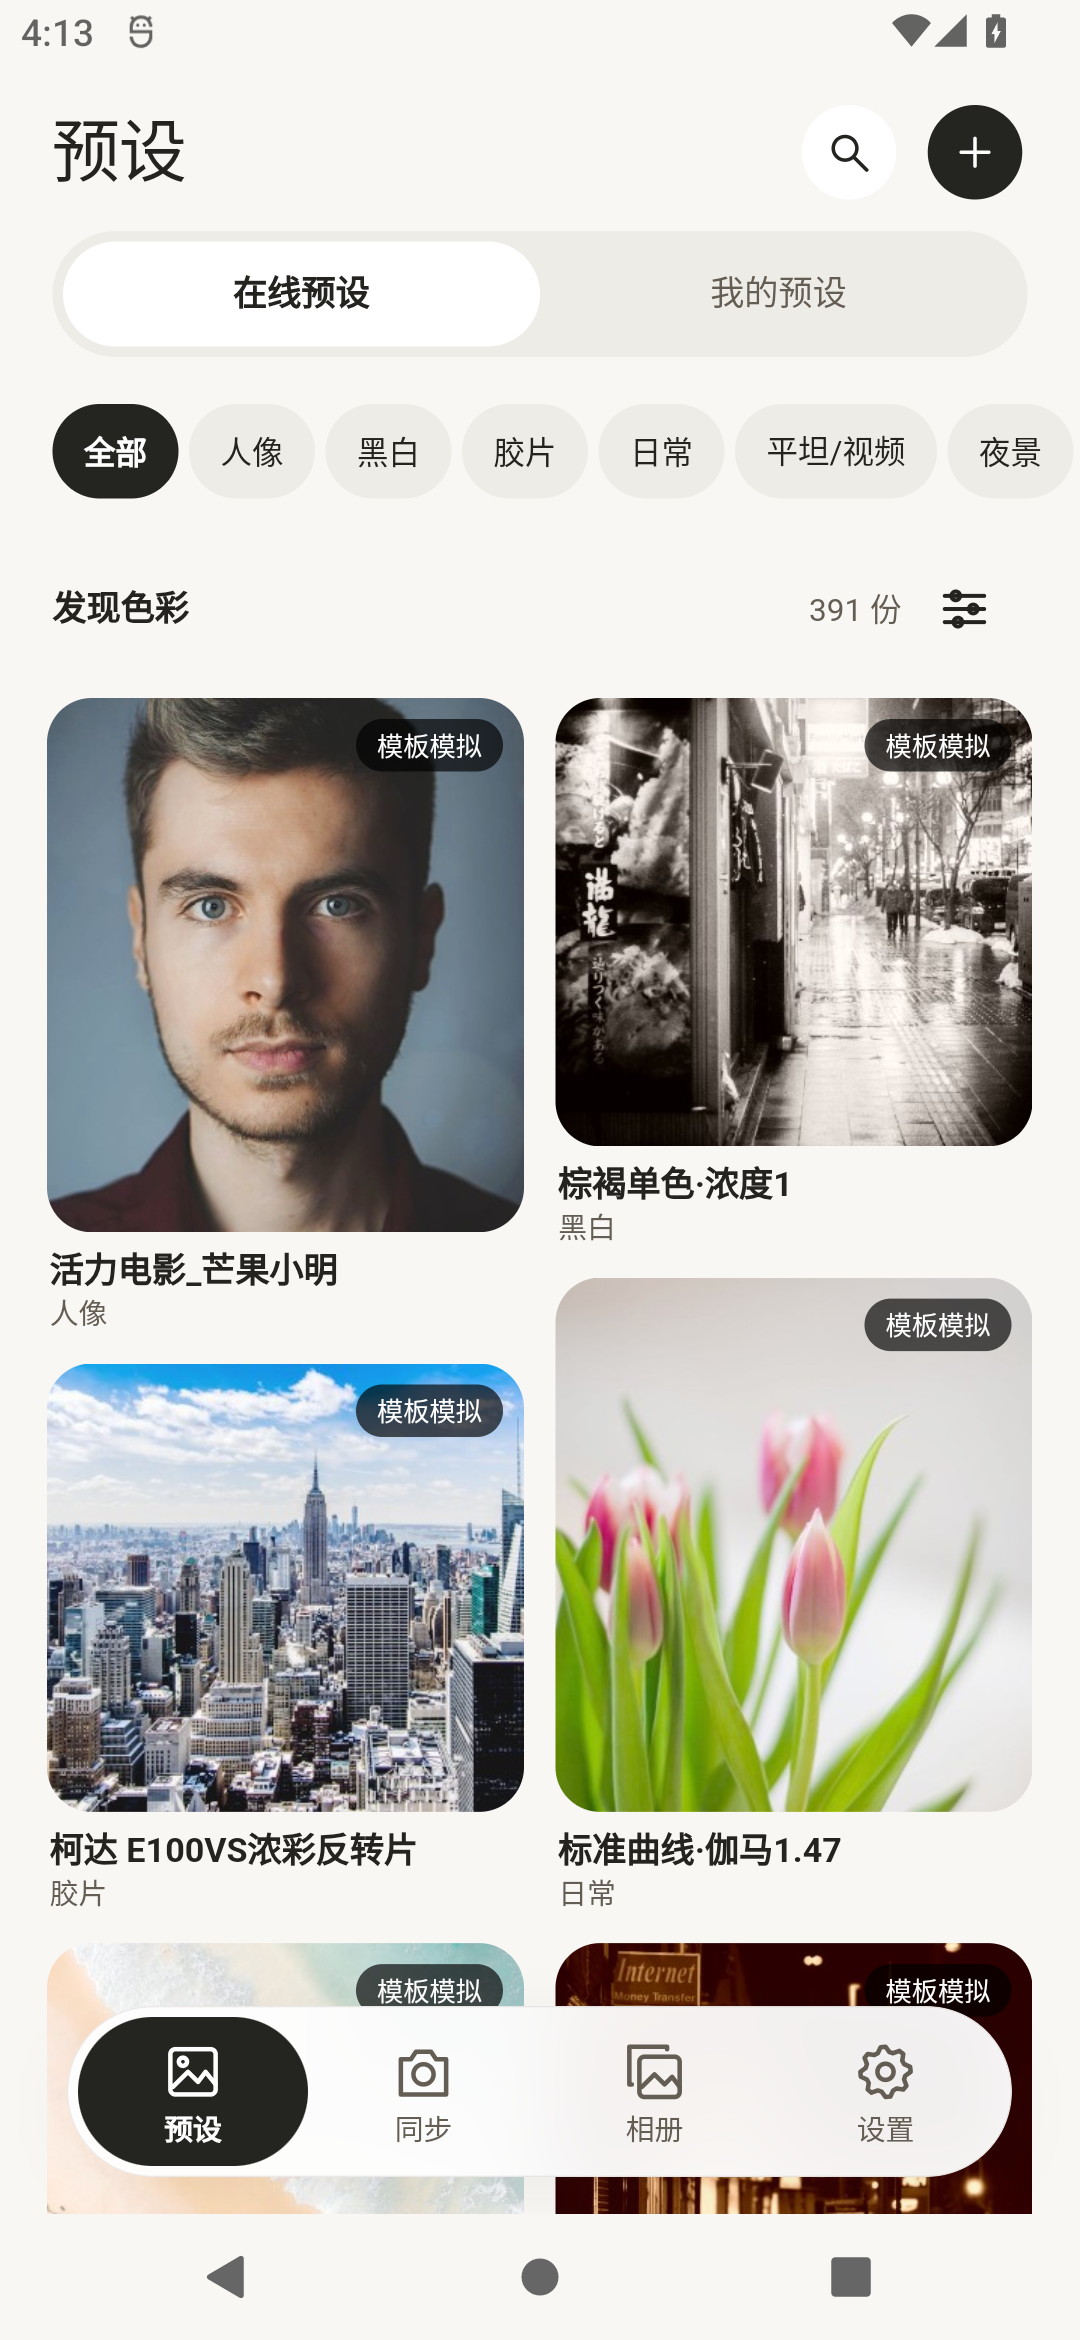 4:13
预设
在线预设
我的预设
全部
人像
黑白
胶片
日常
平坦/视频
夜景
发现色彩
391 份
模板模拟
模板模拟
满龍
活力电影_芒果小明
人像
棕褐单色·浓度1
黑白
模板模拟
模板模拟
柯达 E100VS浓彩反转片
胶片
标准曲线·伽马1.47
日常
模板模拟
Internet
Money Transfer
模板模拟
预设
同步
相册
设置